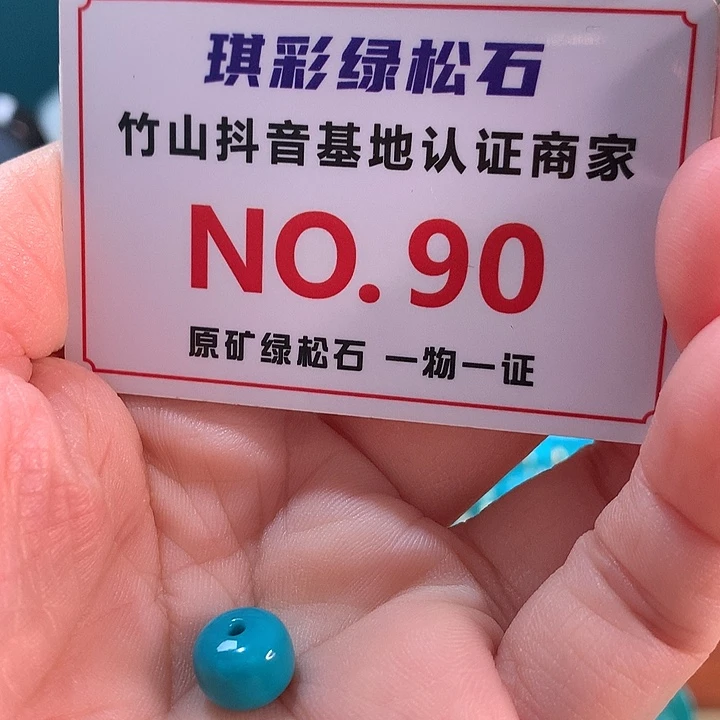 琪彩绿松石
竹山抖音基地认证商家
NO. 90
原矿绿松石 一物一证